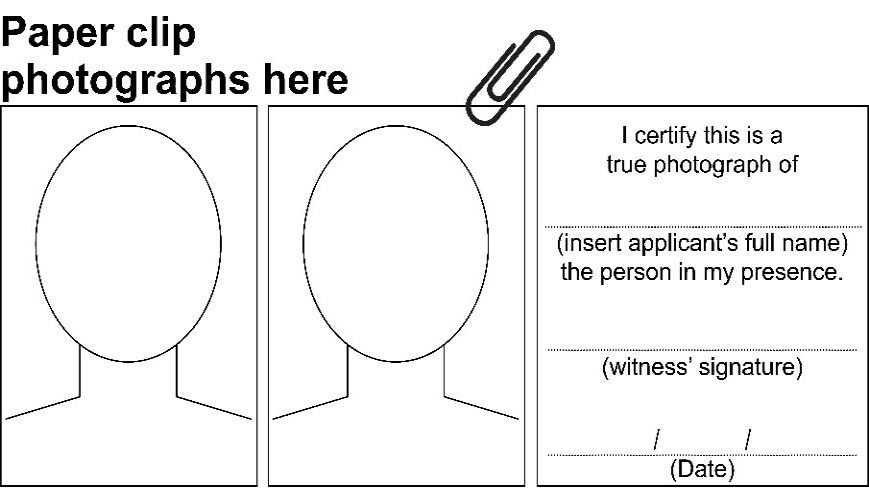 Paper clip
photographs here
I certify this is a
true photograph of
(insert applicant’s full name)
the person in my presence.
(witness’ signature)
/ /
(Date)